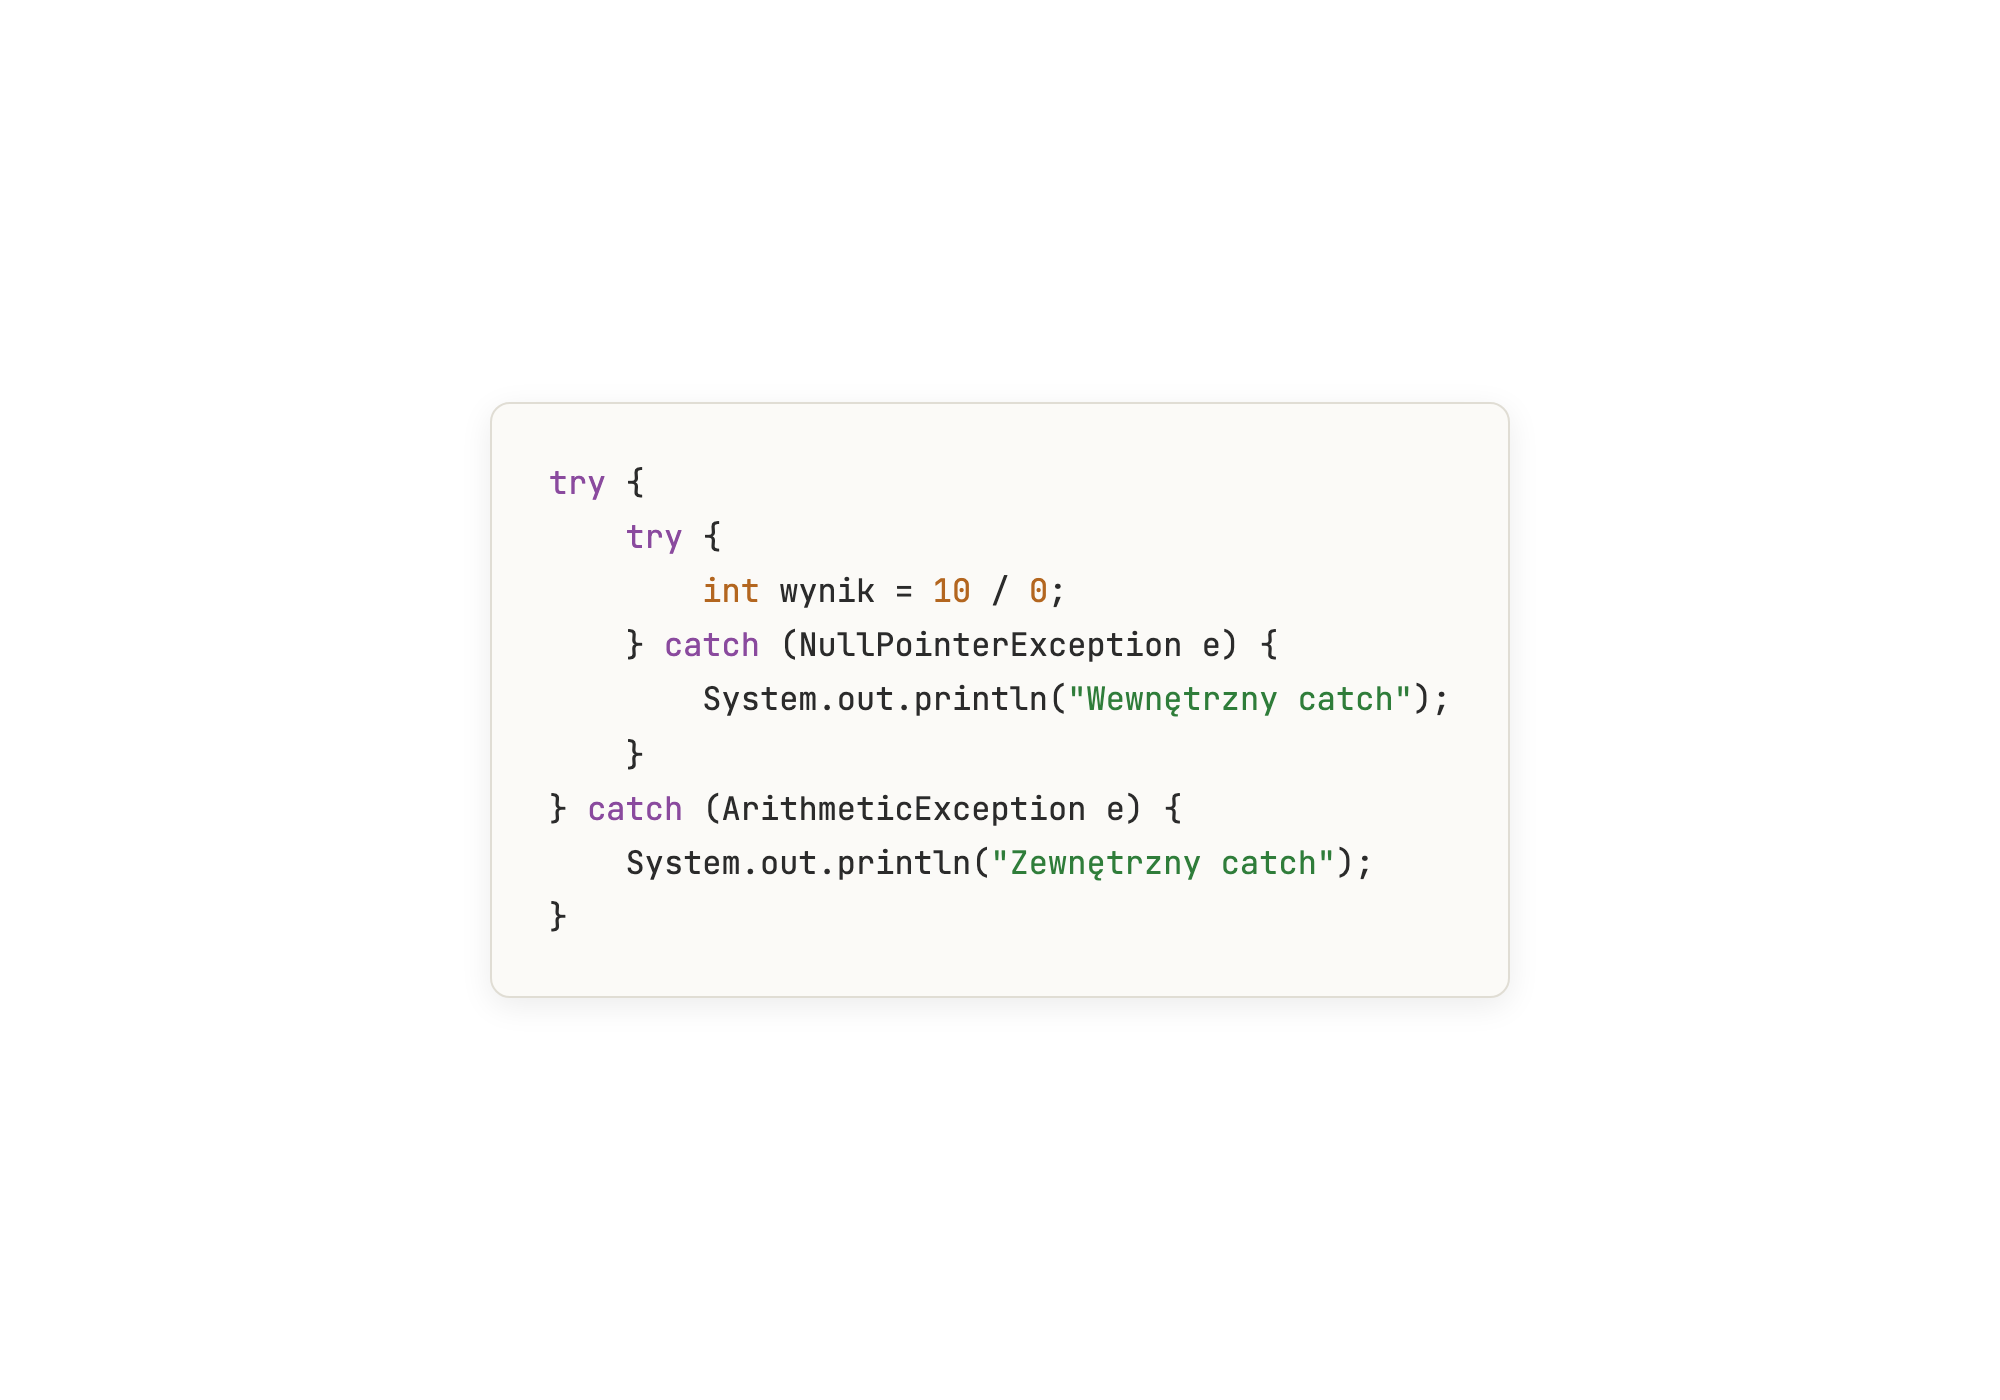 try {
    try {
        int wynik = 10 / 0;
    } catch (NullPointerException e) {
        System.out.println("Wewnętrzny catch");
    }
} catch (ArithmeticException e) {
    System.out.println("Zewnętrzny catch");
}